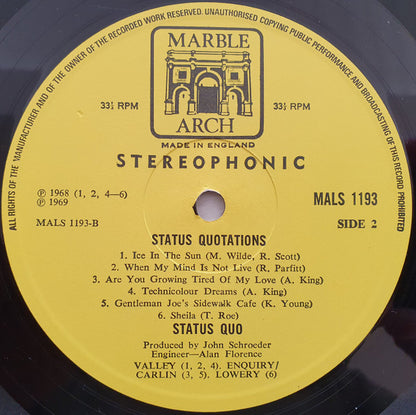 ALL RIGHTS OF THE MANUFACTURER AND OF THE OWNER OF THE RECORDED WORK RESERVED. UNAUTHORISED COPYING PUBLIC PERFORMANCE AND BROADCASTING OF THIS RECORD PROHIBITED
MARBLE
ARCH
33⅓ RPM 33⅓ RPM
MADE IN ENGLAND
STEREOPHONIC
℗ 1968 (1, 2, 4–6)
℗ 1969
MALS 1193
MALS 1193-B
SIDE 2
STATUS QUOTATIONS
1. Ice In The Sun (M. Wilde, R. Scott)
2. When My Mind Is Not Live (R. Parfitt)
3. Are You Growing Tired Of My Love (A. King)
4. Technicolour Dreams (A. King)
5. Gentleman Joe's Sidewalk Cafe (K. Young)
6. Sheila (T. Roe)
STATUS QUO
Produced by John Schroeder
Engineer—Alan Florence
VALLEY (1, 2, 4). ENQUIRY/
CARLIN (3, 5). LOWERY (6)